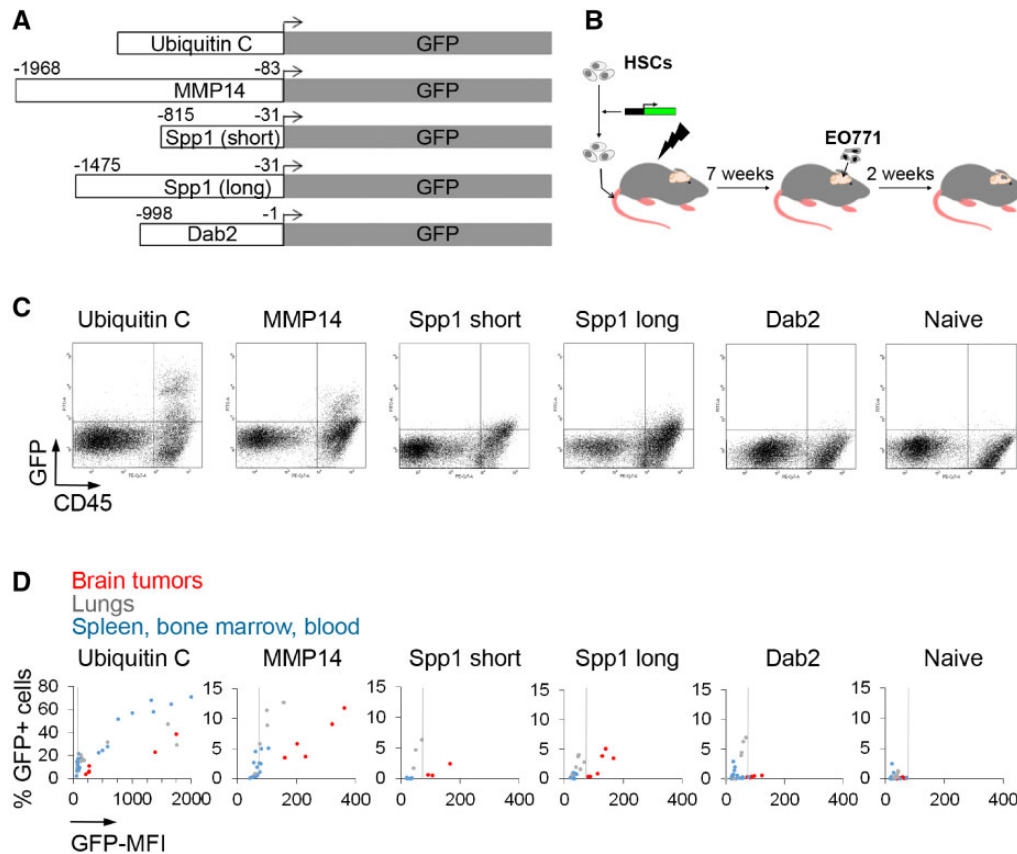 A
Ubiquitin C GFP
-1968 -83
MMP14 GFP
-815 -31
Spp1 (short) GFP
-1475 -31
Spp1 (long) GFP
-998 -1
Dab2 GFP
B
HSCs
EO771
7 weeks 2 weeks
C
Ubiquitin C MMP14 Spp1 short Spp1 long Dab2 Naive
GFP
CD45
D
Brain tumors
Lungs
Spleen, bone marrow, blood
Ubiquitin C MMP14 Spp1 short Spp1 long Dab2 Naive
% GFP+ cells
80 15 15 15 15 15
60
10 10 10 10 10
40
5 5 5 5 5
20
0 0 0 0 0 0
0 1000 2000 0 200 400 0 200 400 0 200 400 0 200 400 0 200 400
GFP-MFI